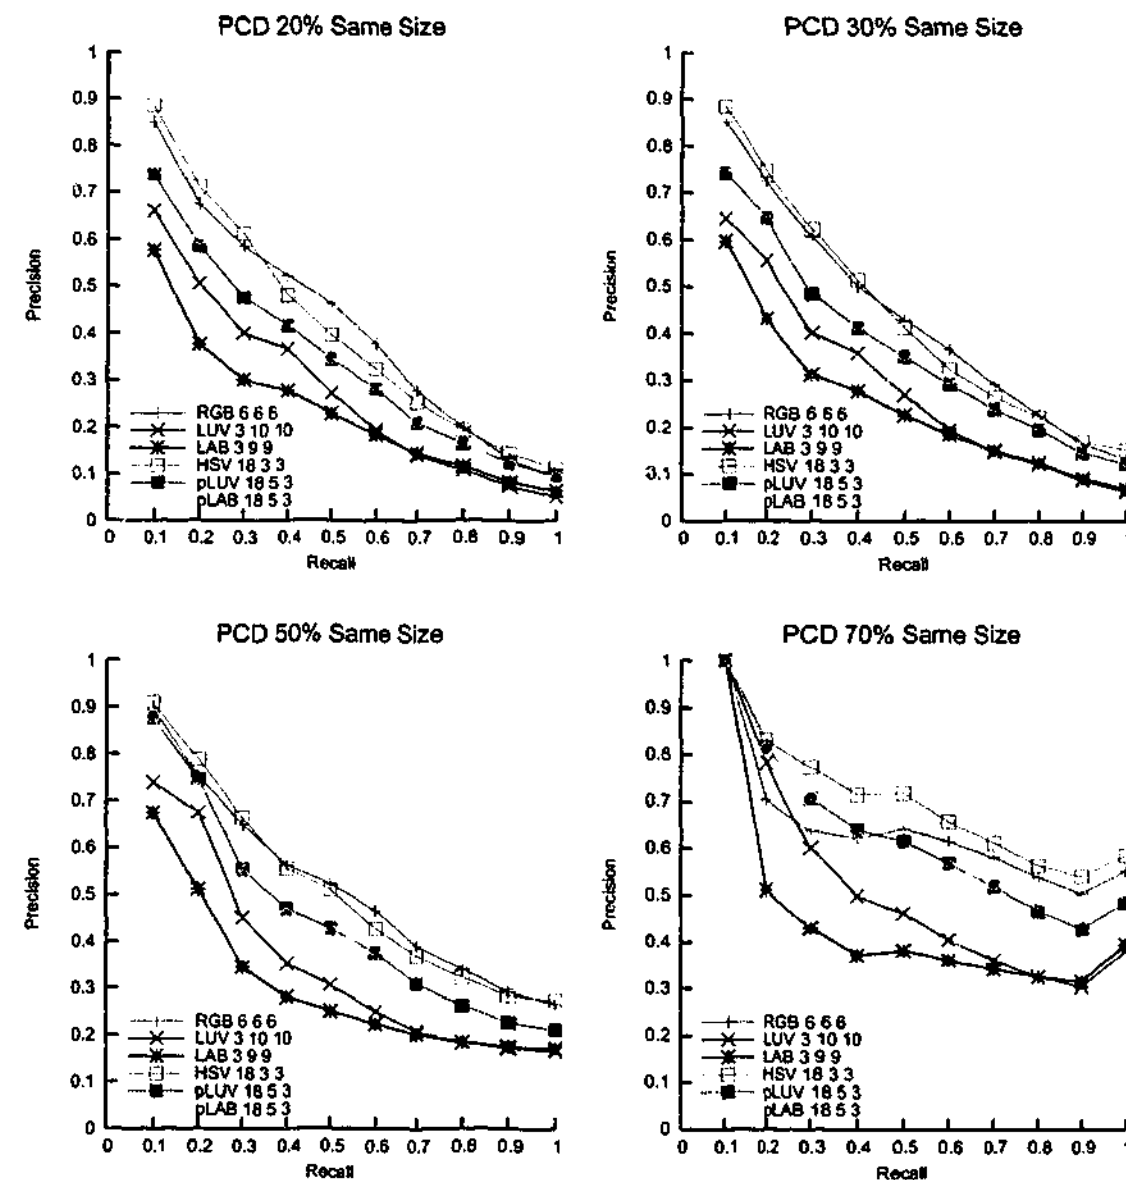 PCD 20% Same Size
1
0.9
0.8
0.7
0.6
0.5
0.4
0.3
0.2
0.1
0
Precision
RGB 6 6 6
LUV 3 10 10
LAB 3 9 9
HSV 18 3 3
pLUV 18 5 3
pLAB 18 5 3
0 0.1 0.2 0.3 0.4 0.5 0.6 0.7 0.8 0.9 1
Recall
PCD 30% Same Size
1
0.9
0.8
0.7
0.6
0.5
0.4
0.3
0.2
0.1
0
Precision
RGB 6 6 6
LUV 3 10 10
LAB 3 9 9
HSV 18 3 3
pLUV 18 5 3
pLAB 18 5 3
0 0.1 0.2 0.3 0.4 0.5 0.6 0.7 0.8 0.9 1
Recall
PCD 50% Same Size
1
0.9
0.8
0.7
0.6
0.5
0.4
0.3
0.2
0.1
0
Precision
RGB 6 6 6
LUV 3 10 10
LAB 3 9 9
HSV 18 3 3
pLUV 18 5 3
pLAB 18 5 3
0 0.1 0.2 0.3 0.4 0.5 0.6 0.7 0.8 0.9 1
Recall
PCD 70% Same Size
1
0.9
0.8
0.7
0.6
0.5
0.4
0.3
0.2
0.1
0
Precision
RGB 6 6 6
LUV 3 10 10
LAB 3 9 9
HSV 18 3 3
pLUV 18 5 3
pLAB 18 5 3
0 0.1 0.2 0.3 0.4 0.5 0.6 0.7 0.8 0.9 1
Recall